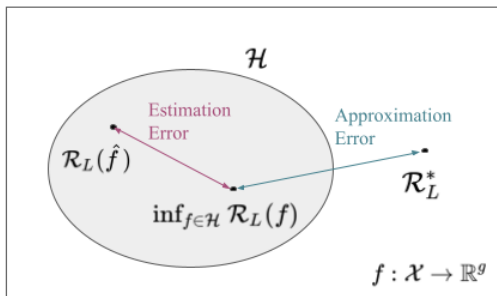 𝓗
Estimation
Error
Approximation
Error
𝓡_L(f̂)
𝓡*_L
inf_{f∈𝓗} 𝓡_L(f)
f : 𝓧 → ℝ^g